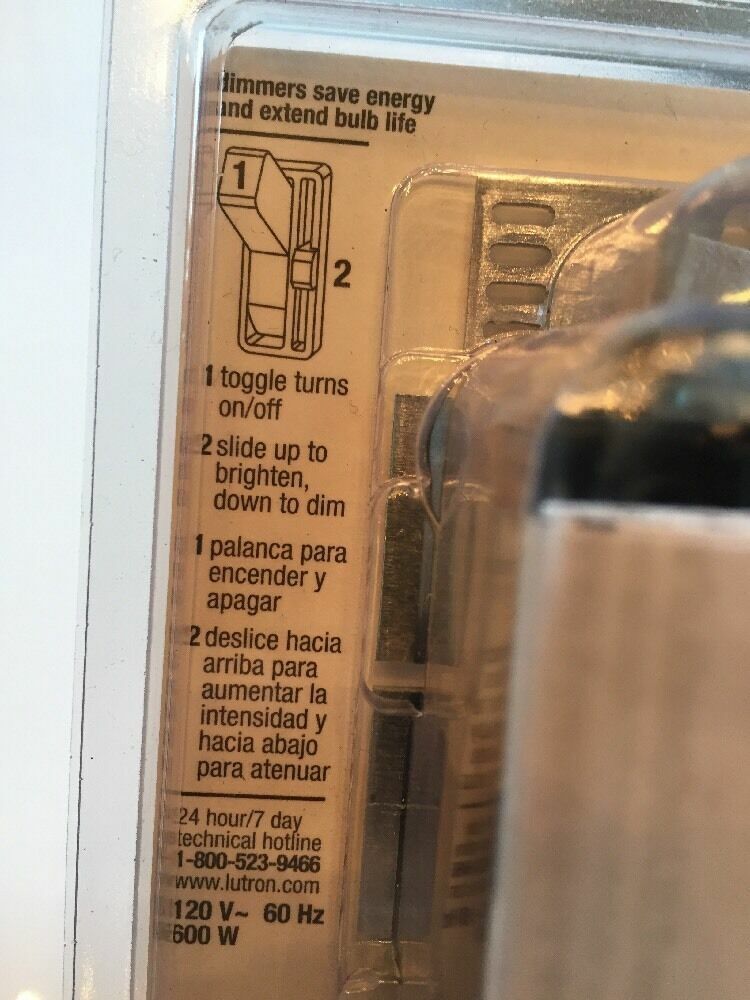 dimmers save energy
and extend bulb life
1
2
1 toggle turns
on/off
2 slide up to
brighten,
down to dim
1 palanca para
encender y
apagar
2 deslice hacia
arriba para
aumentar la
intensidad y
hacia abajo
para atenuar
24 hour/7 day
technical hotline
1-800-523-9466
www.lutron.com
120 V~ 60 Hz
600 W